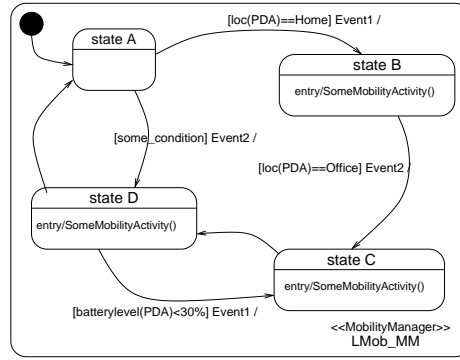 state A
[loc(PDA)==Home] Event1 /
state B
entry/SomeMobilityActivity()
[some_condition] Event2 /
[loc(PDA)==Office] Event2 /
state D
entry/SomeMobilityActivity()
state C
entry/SomeMobilityActivity()
[batterylevel(PDA)<30%] Event1 /
<<MobilityManager>>
LMob_MM